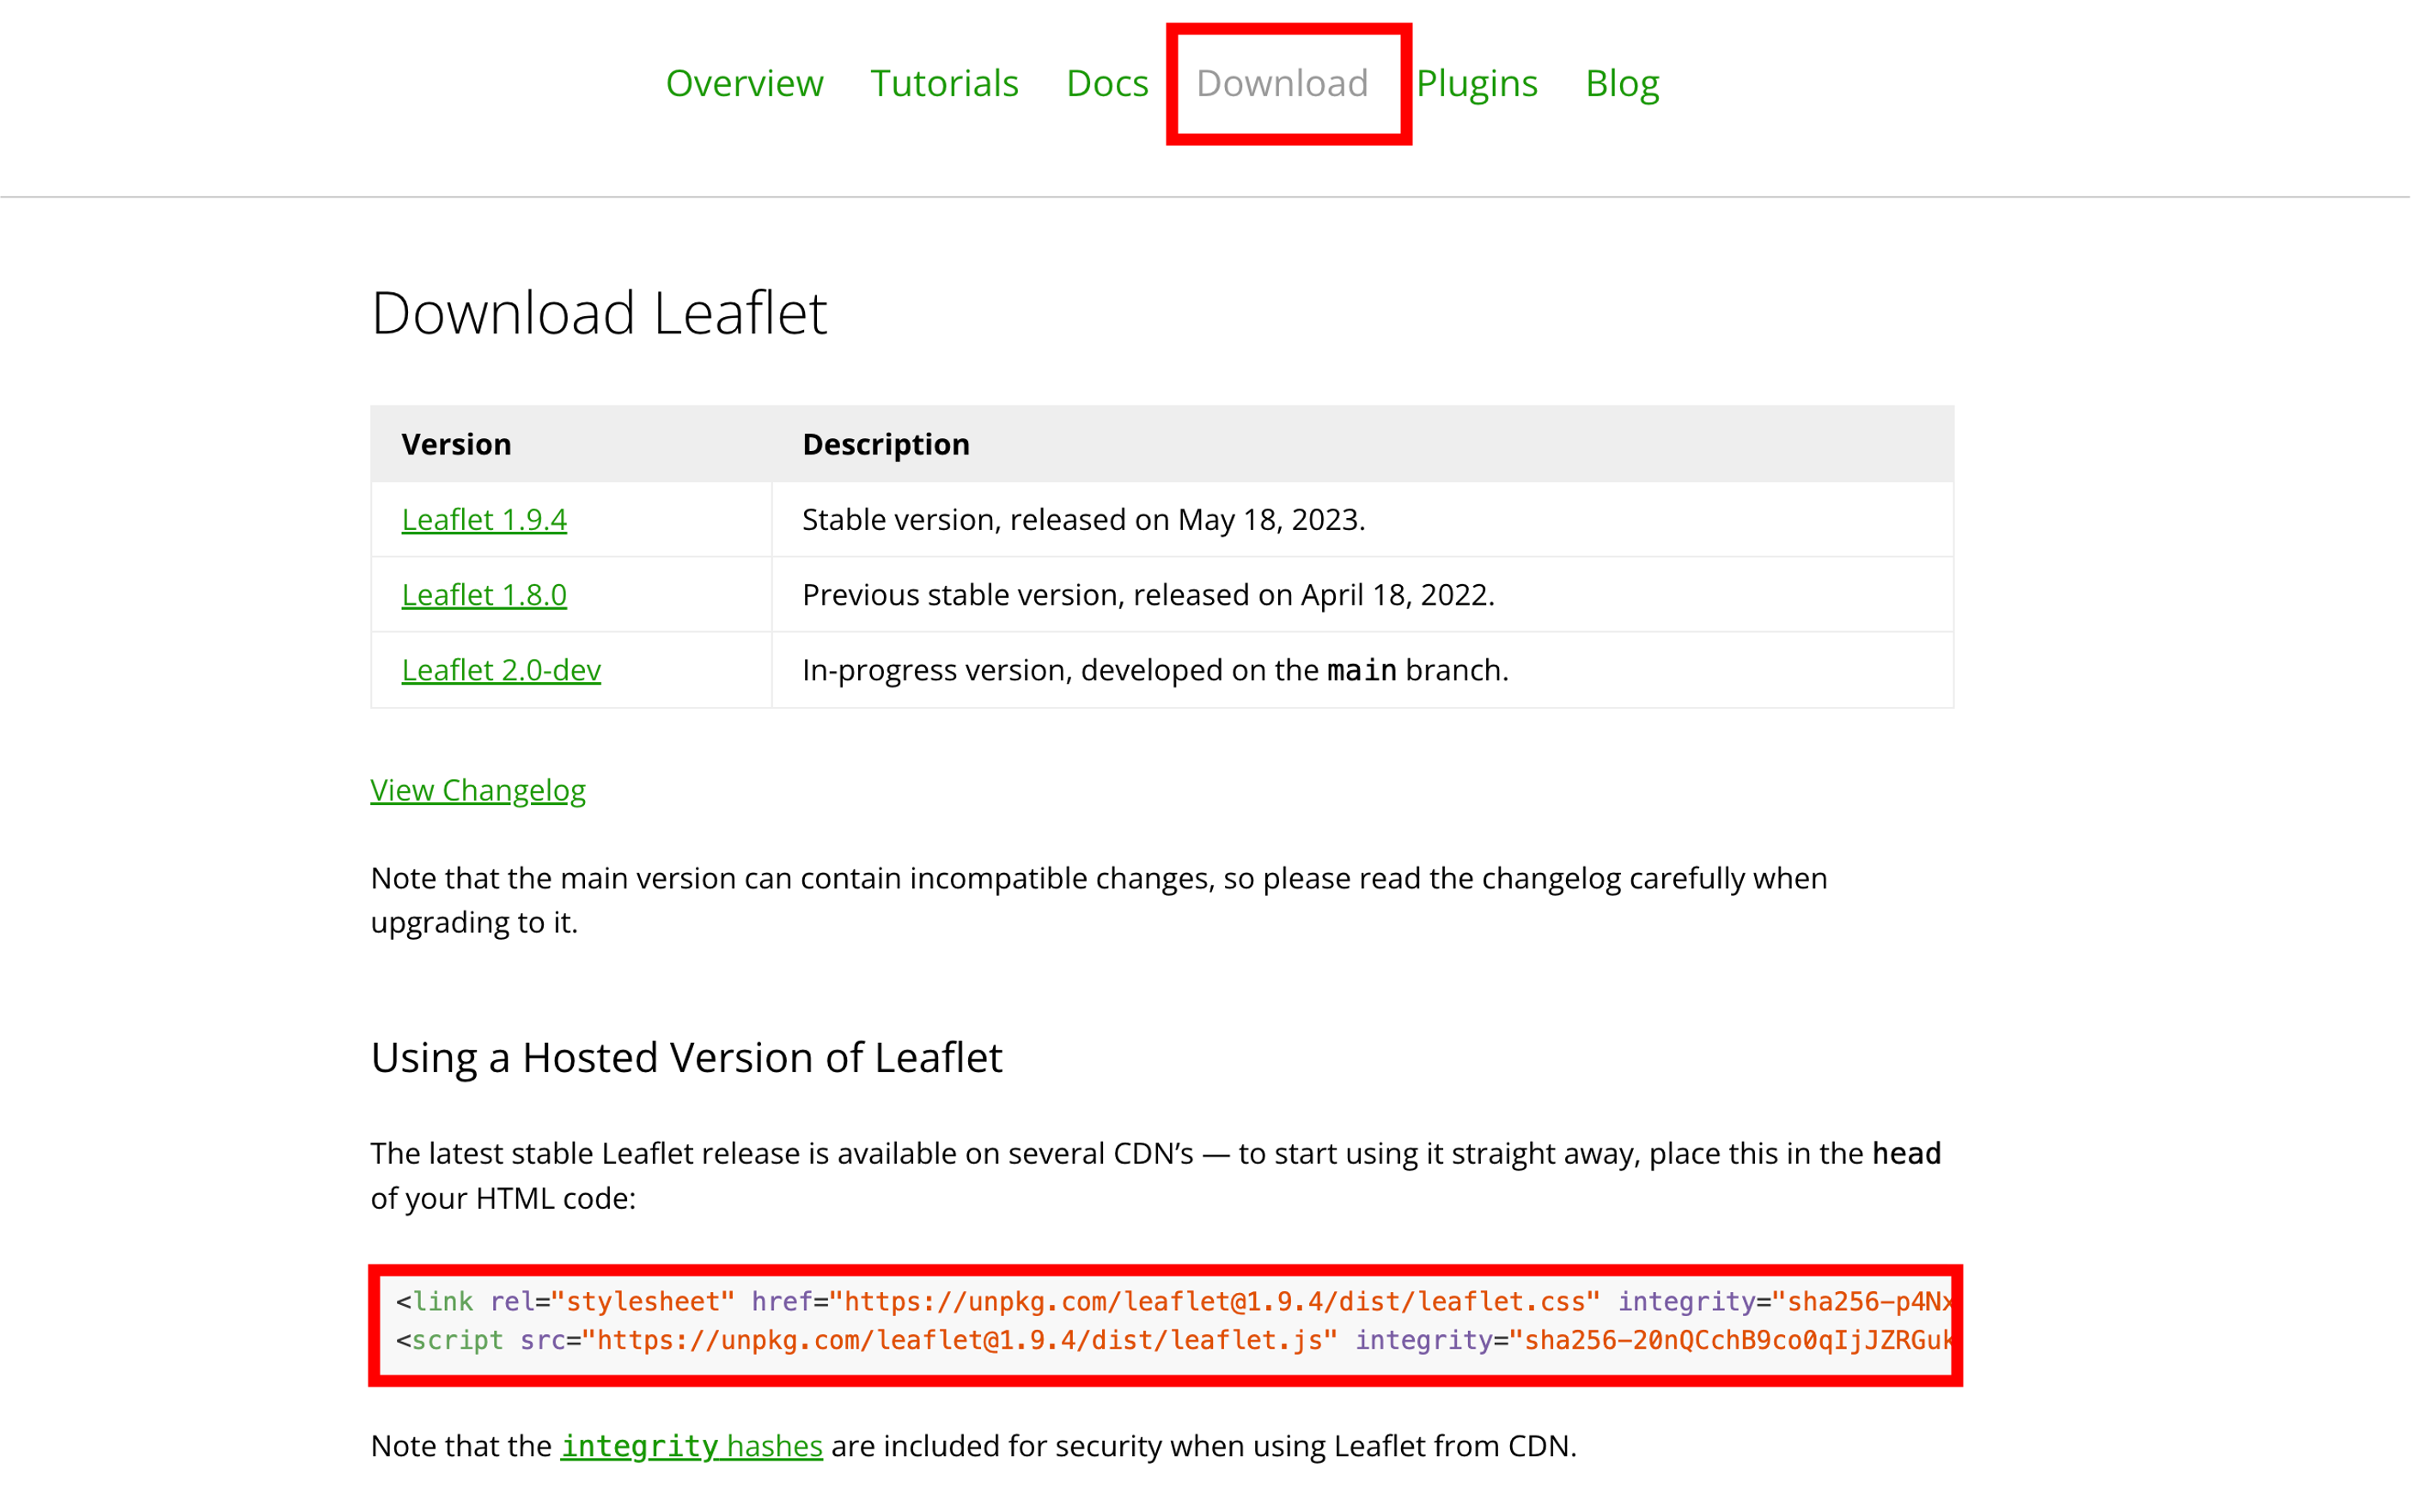 Overview Tutorials Docs Download Plugins Blog
Download Leaflet
Version Description
Leaflet 1.9.4 Stable version, released on May 18, 2023.
Leaflet 1.8.0 Previous stable version, released on April 18, 2022.
Leaflet 2.0-dev In-progress version, developed on the main branch.
View Changelog
Note that the main version can contain incompatible changes, so please read the changelog carefully when
upgrading to it.
Using a Hosted Version of Leaflet
The latest stable Leaflet release is available on several CDN’s — to start using it straight away, place this in the head
of your HTML code:
<link rel="stylesheet" href="https://unpkg.com/leaflet@1.9.4/dist/leaflet.css" integrity="sha256-p4Nx
<script src="https://unpkg.com/leaflet@1.9.4/dist/leaflet.js" integrity="sha256-20nQCchB9co0qIjJZRGuk
Note that the integrity hashes are included for security when using Leaflet from CDN.